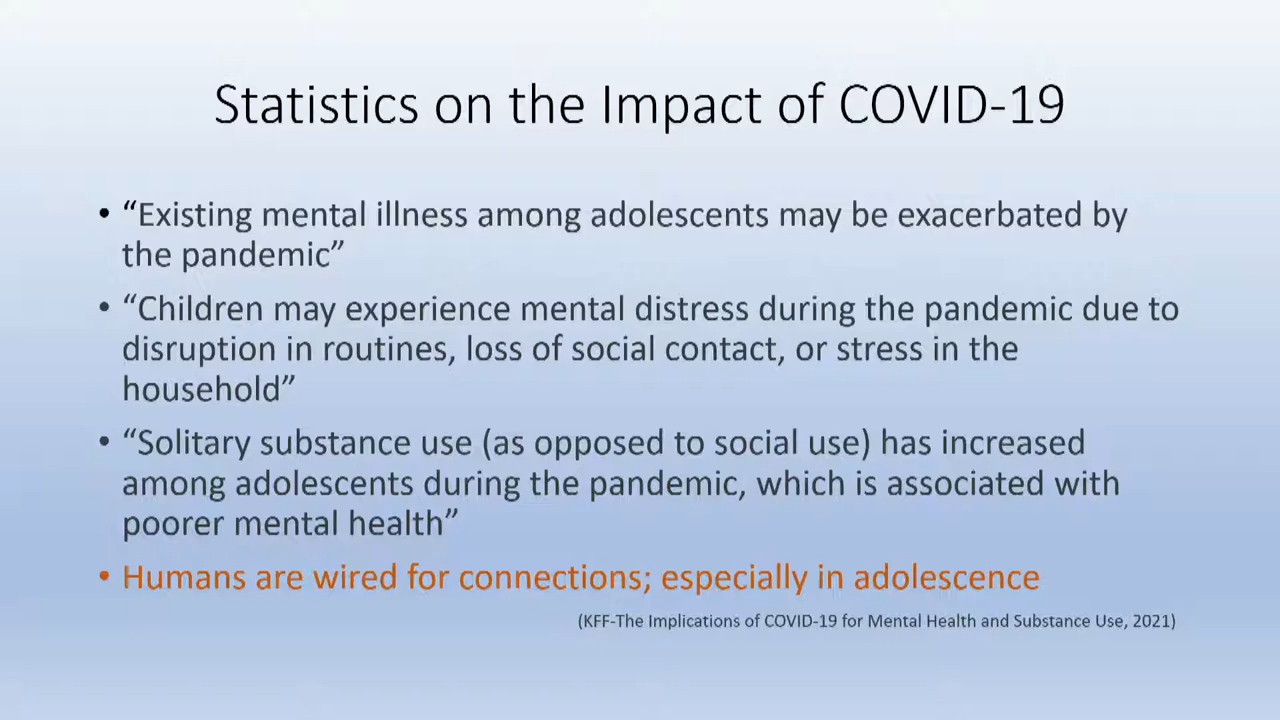 Statistics on the Impact of COVID-19
• “Existing mental illness among adolescents may be exacerbated by
the pandemic”
• “Children may experience mental distress during the pandemic due to
disruption in routines, loss of social contact, or stress in the
household”
• “Solitary substance use (as opposed to social use) has increased
among adolescents during the pandemic, which is associated with
poorer mental health”
• Humans are wired for connections; especially in adolescence
(KFF-The Implications of COVID-19 for Mental Health and Substance Use, 2021)